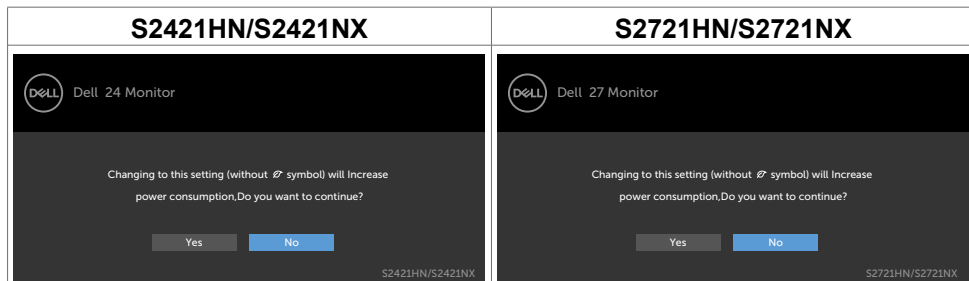 S2421HN/S2421NX
S2721HN/S2721NX
DELL
Dell 24 Monitor
Changing to this setting (without symbol) will Increase
power consumption,Do you want to continue?
Yes
No
S2421HN/S2421NX
DELL
Dell 27 Monitor
Changing to this setting (without symbol) will Increase
power consumption,Do you want to continue?
Yes
No
S2721HN/S2721NX